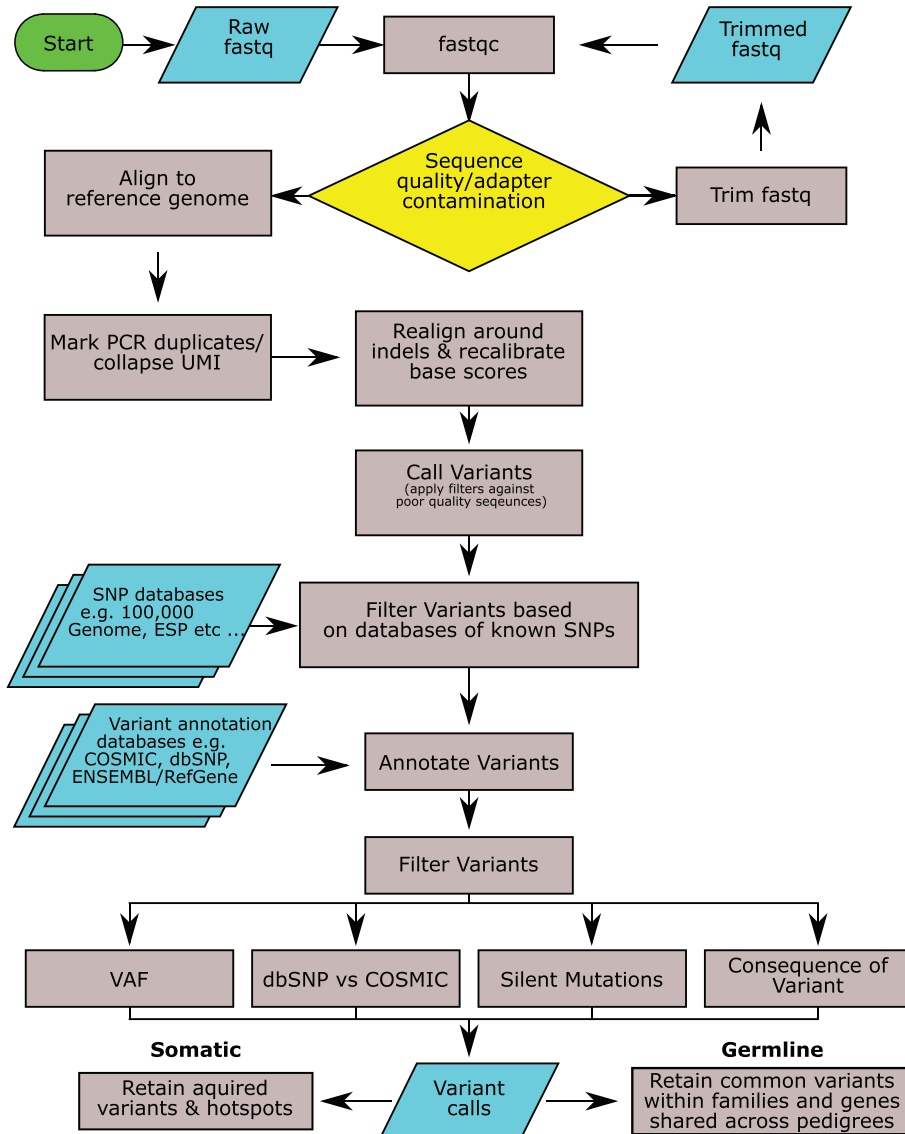 Start
Raw
fastq
fastqc
Trimmed
fastq
Sequence
quality/adapter
contamination
Align to
reference genome
Trim fastq
Mark PCR duplicates/
collapse UMI
Realign around
indels & recalibrate
base scores
Call Variants
(apply filters against
poor quality seqeunces)
SNP databases
e.g. 100,000
Genome, ESP etc ...
Filter Variants based
on databases of known SNPs
Variant annotation
databases e.g.
COSMIC, dbSNP,
ENSEMBL/RefGene
Annotate Variants
Filter Variants
VAF
dbSNP vs COSMIC
Silent Mutations
Consequence of
Variant
Somatic
Germline
Retain aquired
variants & hotspots
Variant
calls
Retain common variants
within families and genes
shared across pedigrees